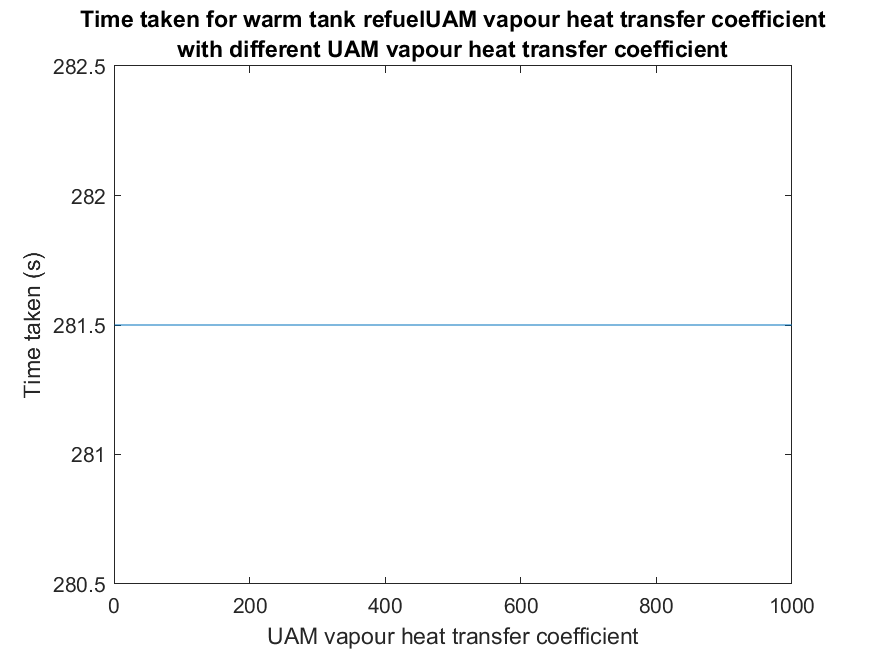 Time taken for warm tank refuelUAM vapour heat transfer coefficient
with different UAM vapour heat transfer coefficient
282.5
282
281.5
281
280.5
Time taken (s)
0 200 400 600 800 1000
UAM vapour heat transfer coefficient